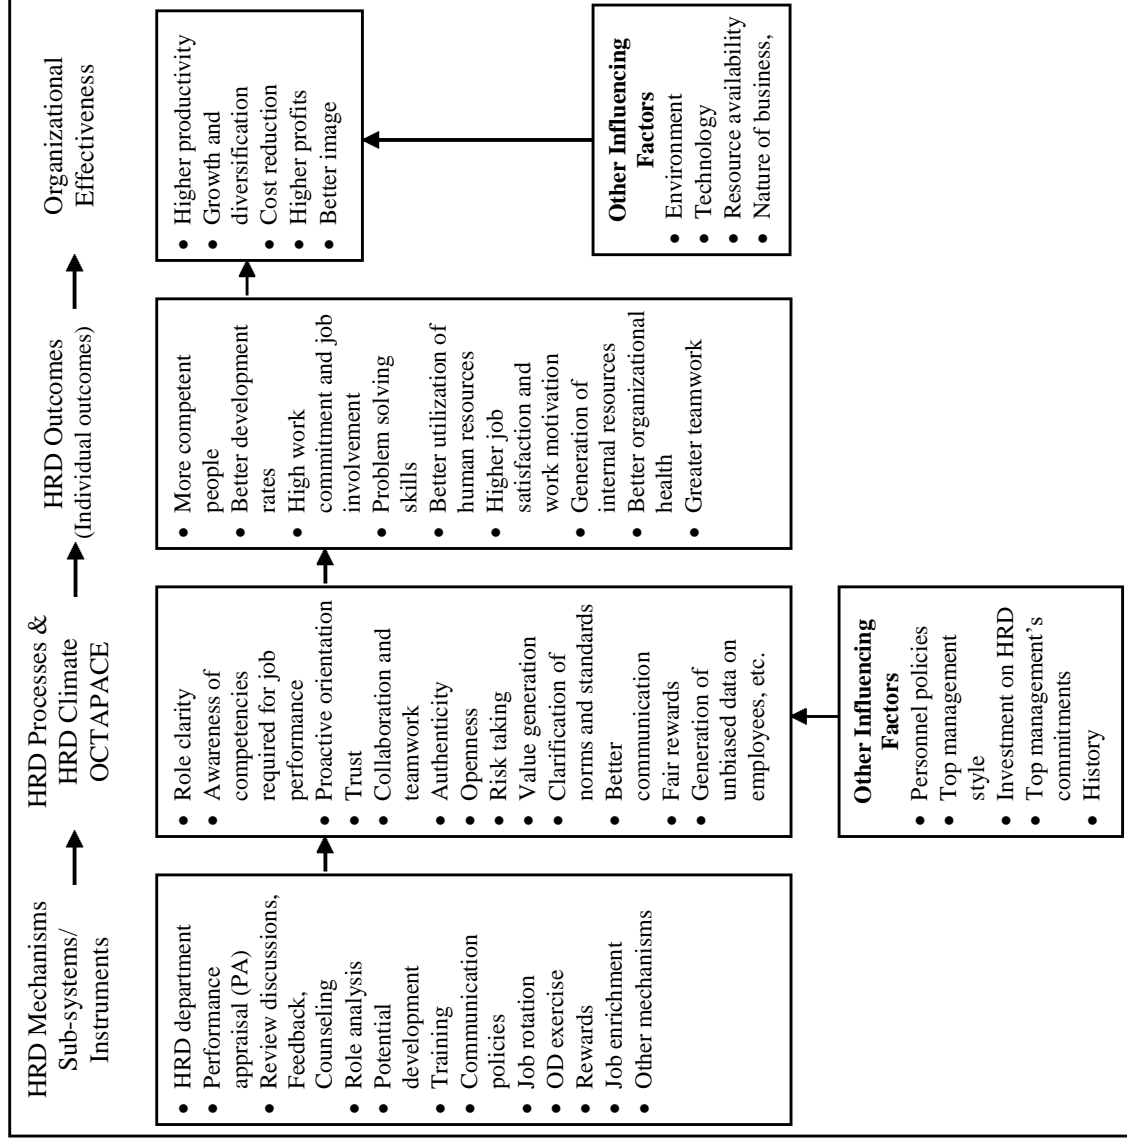 HRD Mechanisms
Sub-systems/
Instruments
HRD Processes &
HRD Climate
OCTAPACE
HRD Outcomes
(Individual outcomes)
Organizational
Effectiveness
• HRD department
• Performance
appraisal (PA)
• Review discussions,
Feedback,
Counseling
• Role analysis
• Potential
development
• Training
• Communication
policies
• Job rotation
• OD exercise
• Rewards
• Job enrichment
• Other mechanisms
• Role clarity
• Awareness of
competencies
required for job
performance
• Proactive orientation
• Trust
• Collaboration and
teamwork
• Authenticity
• Openness
• Risk taking
• Value generation
• Clarification of
norms and standards
• Better
communication
• Fair rewards
• Generation of
unbiased data on
employees, etc.
• More competent
people
• Better development
rates
• High work
commitment and job
involvement
• Problem solving
skills
• Better utilization of
human resources
• Higher job
satisfaction and
work motivation
• Generation of
internal resources
• Better organizational
health
• Greater teamwork
• Higher productivity
• Growth and
diversification
• Cost reduction
• Higher profits
• Better image
Other Influencing
Factors
• Personnel policies
• Top management
style
• Investment on HRD
• Top management’s
commitments
• History
Other Influencing
Factors
• Environment
• Technology
• Resource availability
• Nature of business,